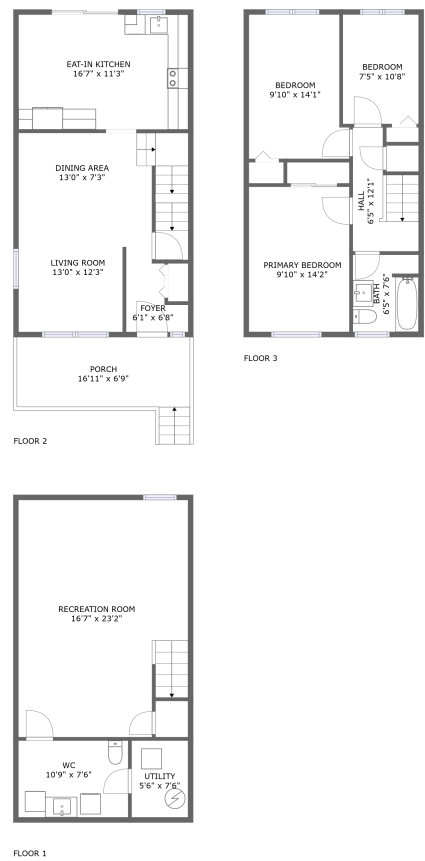 EAT-IN KITCHEN
16'7" x 11'3"
DINING AREA
13'0" x 7'3"
LIVING ROOM
13'0" x 12'3"
FOYER
6'1" x 6'8"
PORCH
16'11" x 6'9"
FLOOR 2
BEDROOM
9'10" x 14'1"
BEDROOM
7'5" x 10'8"
HALL
6'5" x 12'1"
PRIMARY BEDROOM
9'10" x 14'2"
BATH
6'5" x 7'6"
FLOOR 3
RECREATION ROOM
16'7" x 23'2"
WC
10'9" x 7'6"
UTILITY
5'6" x 7'6"
FLOOR 1